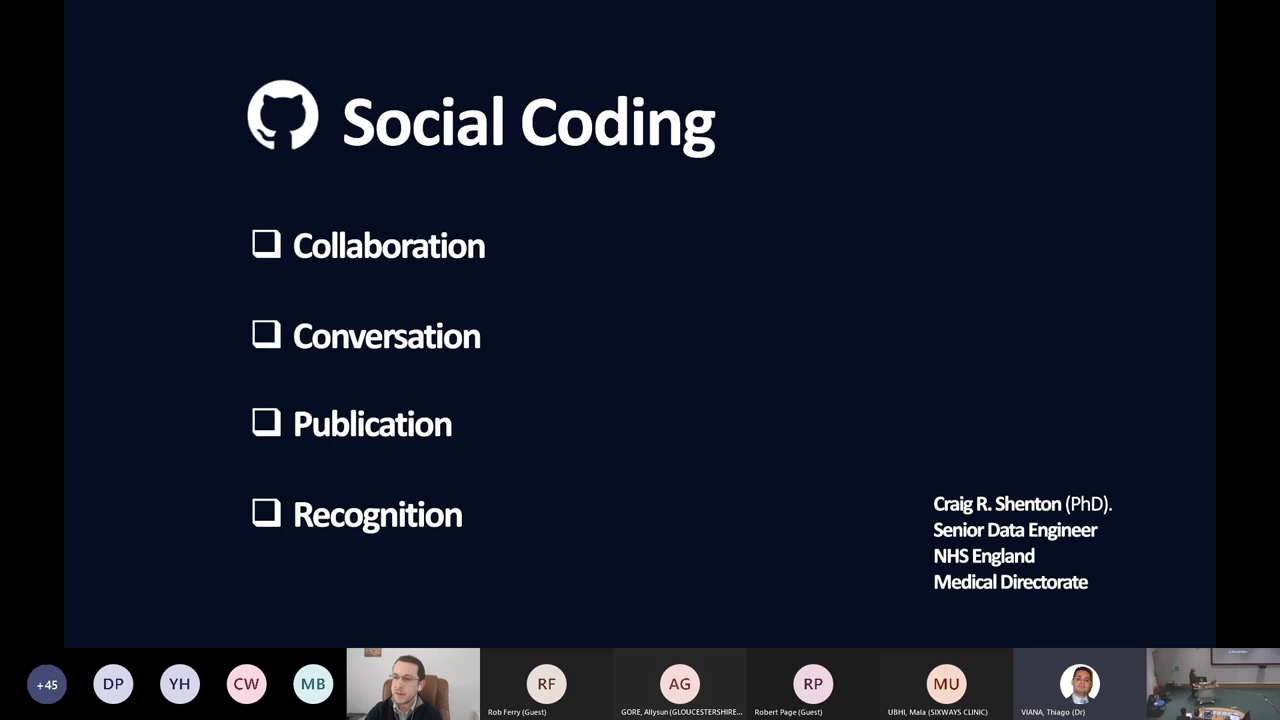 Social Coding
Collaboration
Conversation
Publication
Recognition
Craig R. Shenton (PhD).
Senior Data Engineer
NHS England
Medical Directorate
+45
DP
YH
CW
MB
RF
Rob Ferry (Guest)
AG
GORE, Allysun (GLOUCESTERSHIRE...
RP
Robert Page (Guest)
MU
UBHI, Mala (SIXWAYS CLINIC)
VIANA, Thiago (Dr)